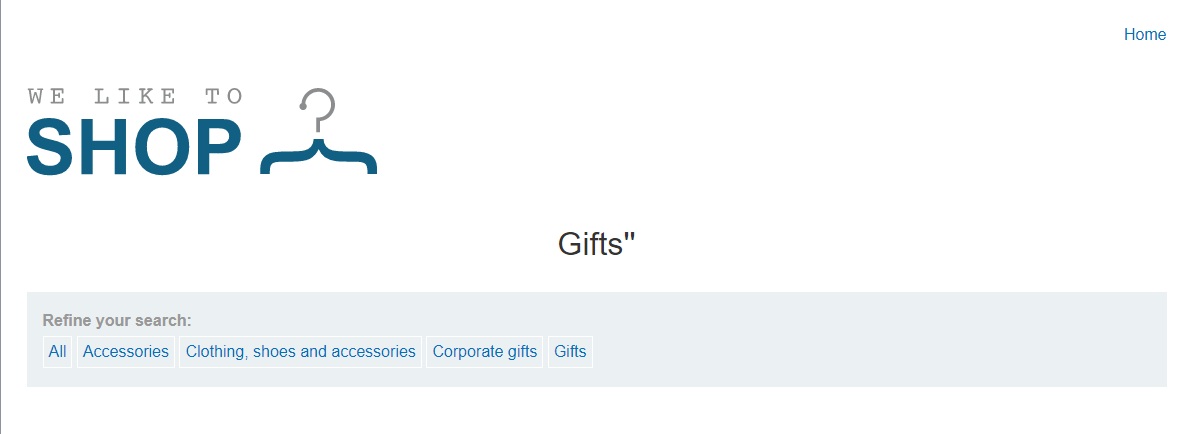 Home
WE LIKE TO
SHOP
Gifts''
Refine your search:
All Accessories Clothing, shoes and accessories Corporate gifts Gifts